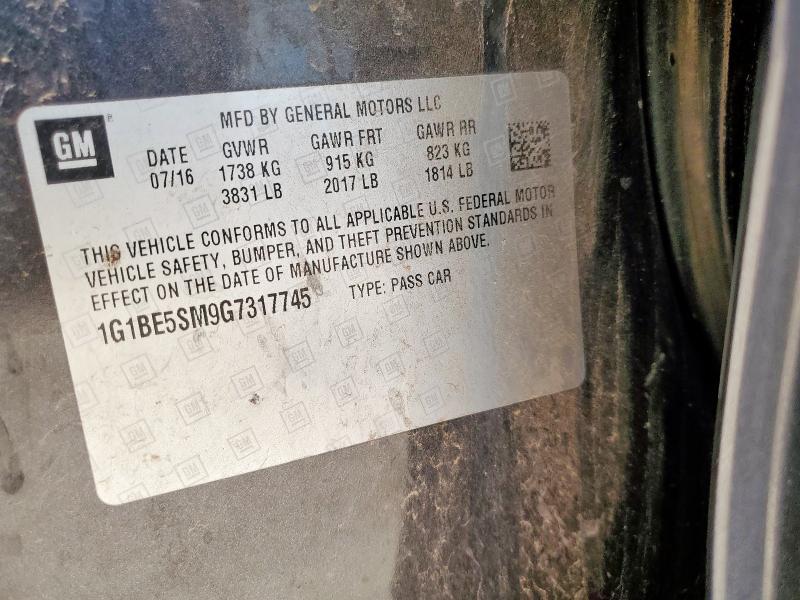 MFD BY GENERAL MOTORS LLC
GM
DATE GVWR GAWR FRT GAWR RR
07/16 1738 KG 915 KG 823 KG
3831 LB 2017 LB 1814 LB
THIS VEHICLE CONFORMS TO ALL APPLICABLE U.S. FEDERAL MOTOR
VEHICLE SAFETY, BUMPER, AND THEFT PREVENTION STANDARDS IN
EFFECT ON THE DATE OF MANUFACTURE SHOWN ABOVE.
1G1BE5SM9G7317745 TYPE: PASS CAR